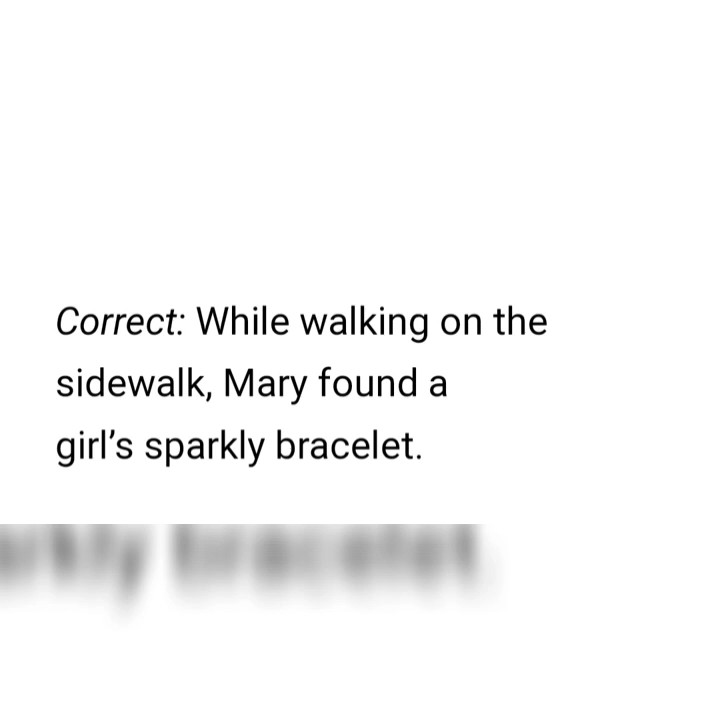 Correct: While walking on the
sidewalk, Mary found a
girl’s sparkly bracelet.